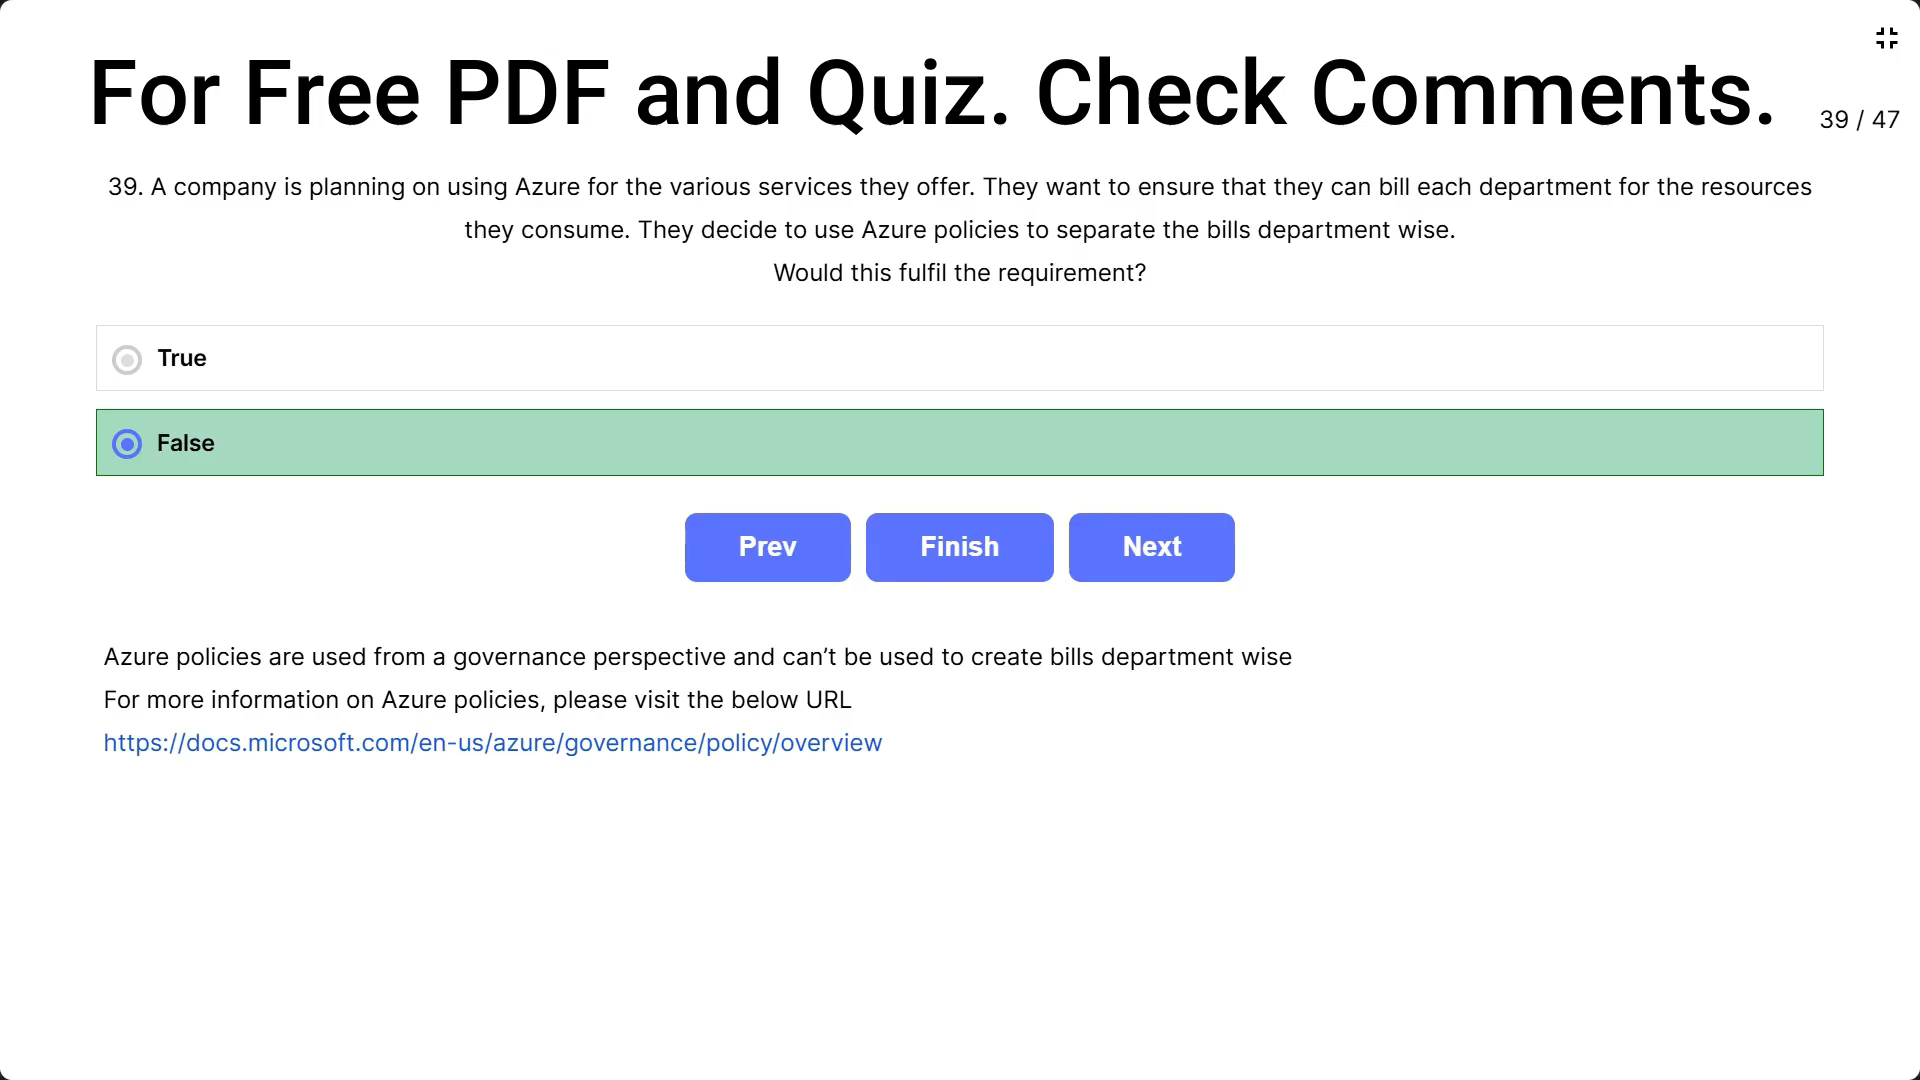 For Free PDF and Quiz. Check Comments.
39 / 47
39. A company is planning on using Azure for the various services they offer. They want to ensure that they can bill each department for the resources
they consume. They decide to use Azure policies to separate the bills department wise.
Would this fulfil the requirement?
True
False
Prev
Finish
Next
Azure policies are used from a governance perspective and can’t be used to create bills department wise
For more information on Azure policies, please visit the below URL
https://docs.microsoft.com/en-us/azure/governance/policy/overview